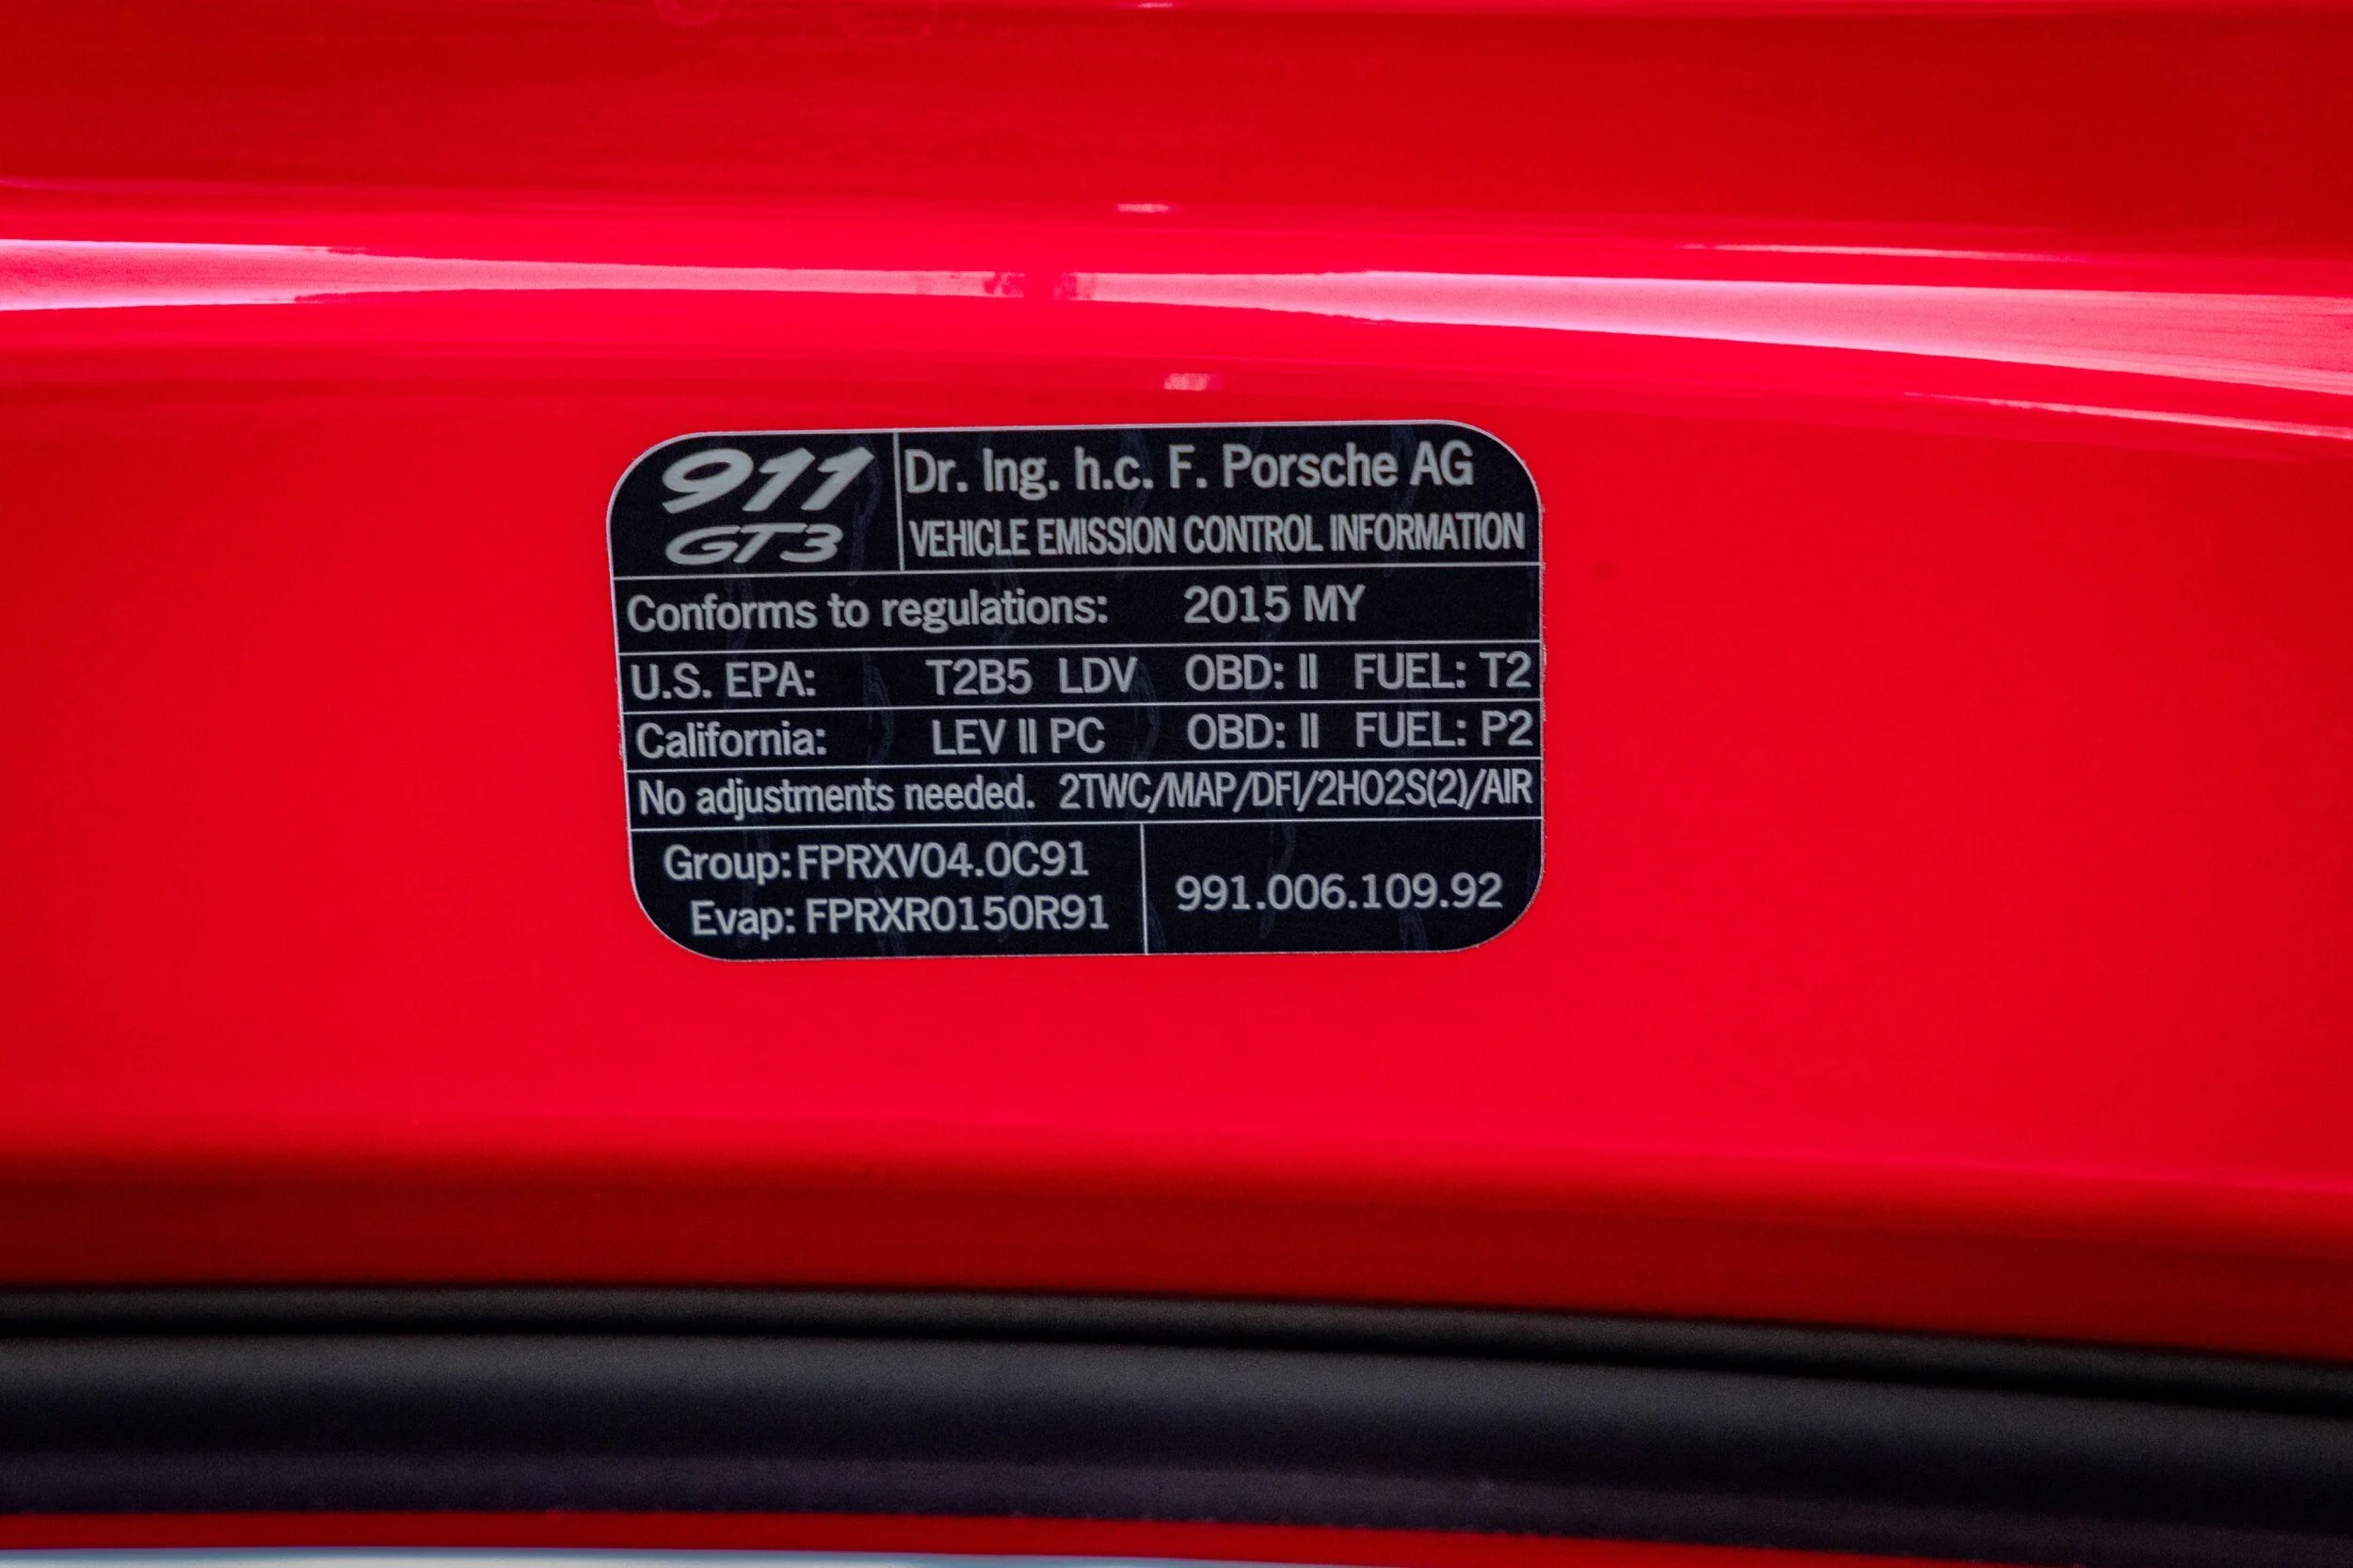 911
GT3
Dr. Ing. h.c. F. Porsche AG
VEHICLE EMISSION CONTROL INFORMATION
Conforms to regulations: 2015 MY
U.S. EPA: T2B5 LDV OBD: II FUEL: T2
California: LEV II PC OBD: II FUEL: P2
No adjustments needed. 2TWC/MAP/DFI/2HO2S(2)/AIR
Group: FPRXV04.0C91
Evap: FPRXR0150R91
991.006.109.92